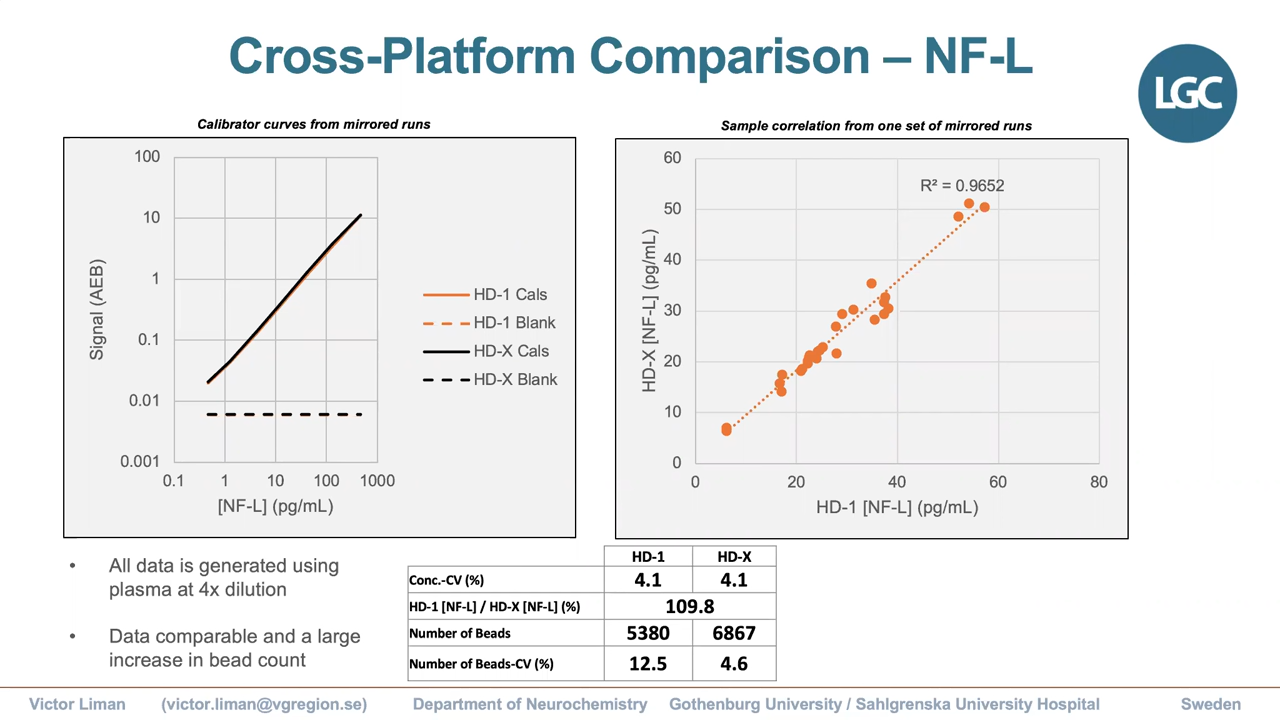 Cross-Platform Comparison – NF-L
LGC
Calibrator curves from mirrored runs
Sample correlation from one set of mirrored runs
100
10
1
0.1
0.01
0.001
Signal (AEB)
0.1 1 10 100 1000
[NF-L] (pg/mL)
HD-1 Cals
HD-1 Blank
HD-X Cals
HD-X Blank
60
50
40
30
20
10
0
HD-X [NF-L] (pg/mL)
R² = 0.9652
0 20 40 60 80
HD-1 [NF-L] (pg/mL)
• All data is generated using
plasma at 4x dilution
• Data comparable and a large
increase in bead count
HD-1 HD-X
Conc.-CV (%) 4.1 4.1
HD-1 [NF-L] / HD-X [NF-L] (%) 109.8
Number of Beads 5380 6867
Number of Beads-CV (%) 12.5 4.6
Victor Liman (victor.liman@vgregion.se) Department of Neurochemistry Gothenburg University / Sahlgrenska University Hospital Sweden